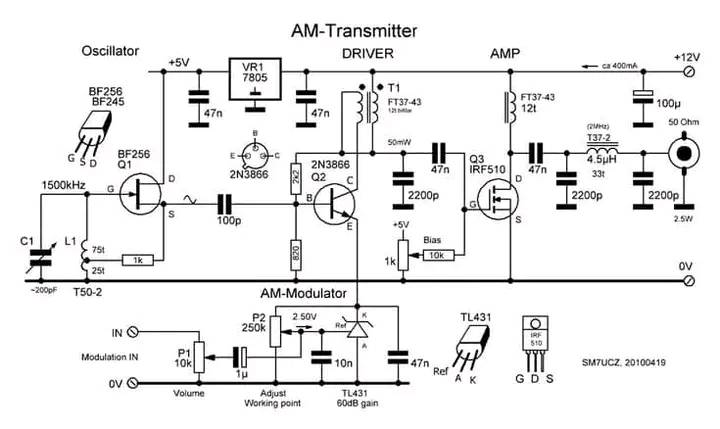 AM-Transmitter
Oscillator
DRIVER
AMP
+5V
VR1
7805
ca 400mA
+12V
BF256
BF245
47n
47n
T1
FT37-43
12t bifilar
FT37-43
12t
100µ
G S D
BF256
Q1
B
E C
2N3866
2N3866
Q2
50mW
47n
Q3
IRF510
47n
(2MHz)
T37-2
4.5µH
33t
50 Ohm
1500kHz
G
D
S
2k2
B
C
E
2200p
G
D
S
2200p
2200p
2.5W
100p
C1
L1
75t
25t
1k
820
+5V
1k
Bias
10k
~200pF
T50-2
0V
AM-Modulator
IN
Modulation IN
P1
10k
P2
250k
2.50V
Ref
K
A
TL431
Ref
A K
IRF
510
G D S
1µ
10n
47n
SM7UCZ, 20100419
0V
Volume
Adjust
Working point
TL431
60dB gain